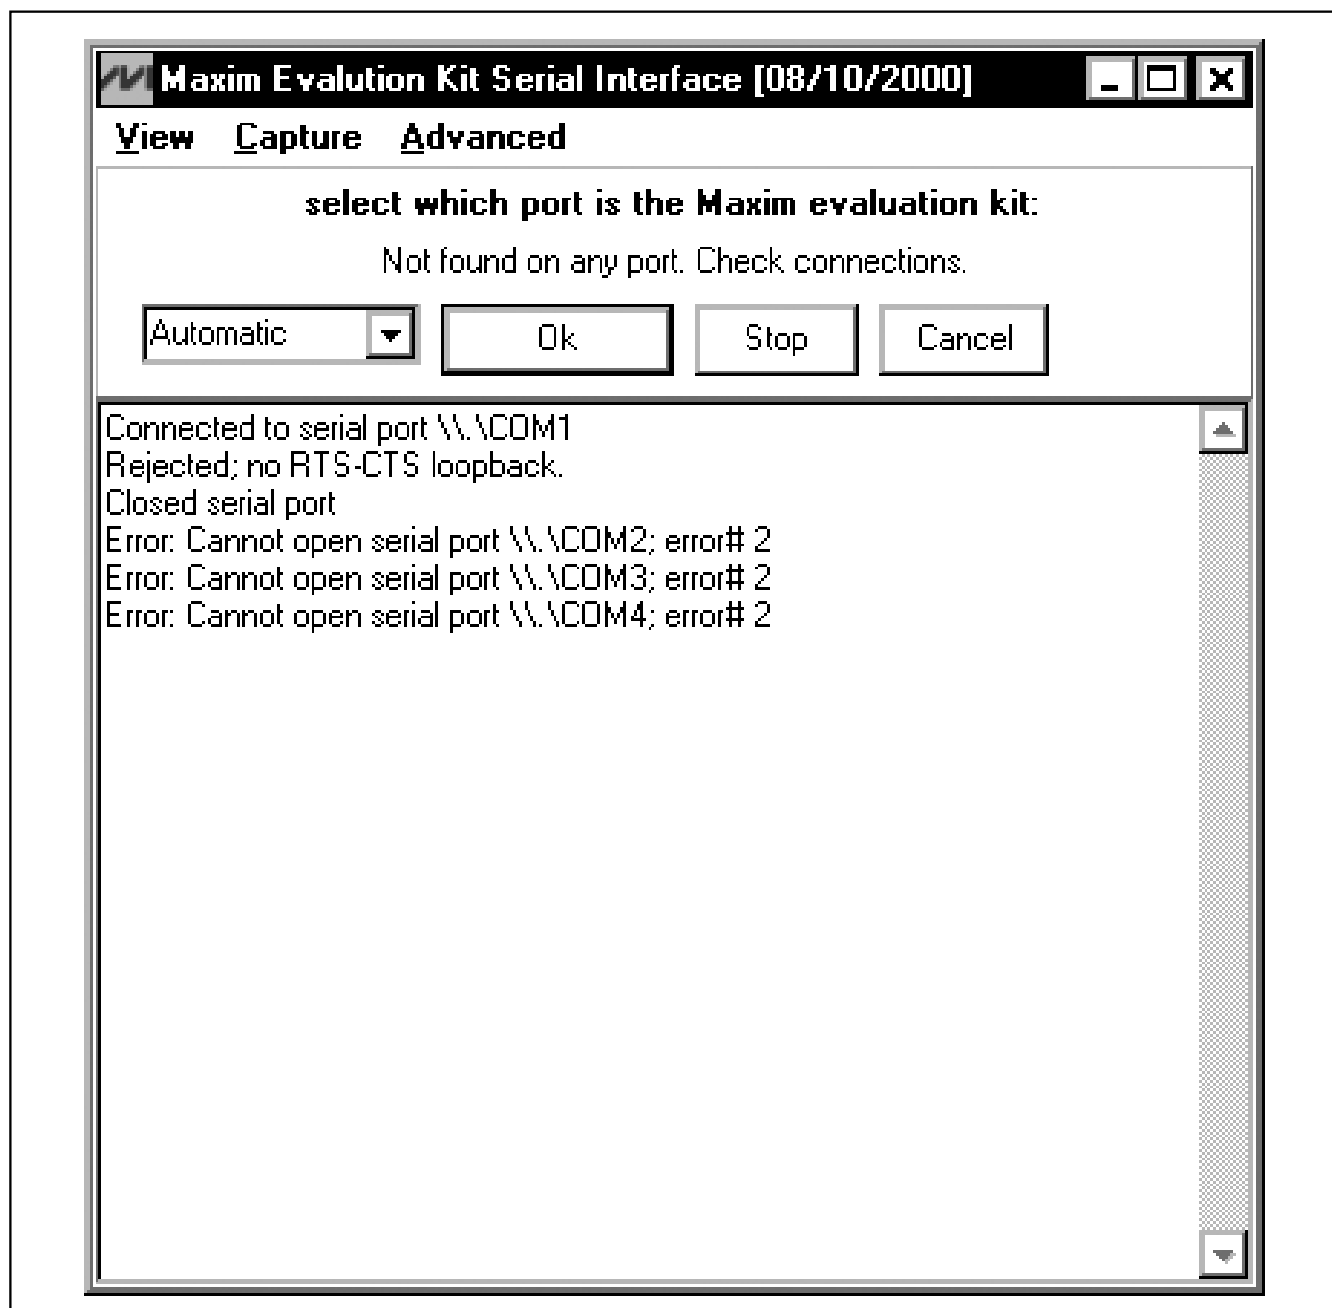 Maxim Evalution Kit Serial Interface [08/10/2000]
View Capture Advanced
select which port is the Maxim evaluation kit:
Not found on any port. Check connections.
Automatic Ok Stop Cancel
Connected to serial port \\.\COM1
Rejected; no RTS-CTS loopback.
Closed serial port
Error: Cannot open serial port \\.\COM2; error# 2
Error: Cannot open serial port \\.\COM3; error# 2
Error: Cannot open serial port \\.\COM4; error# 2